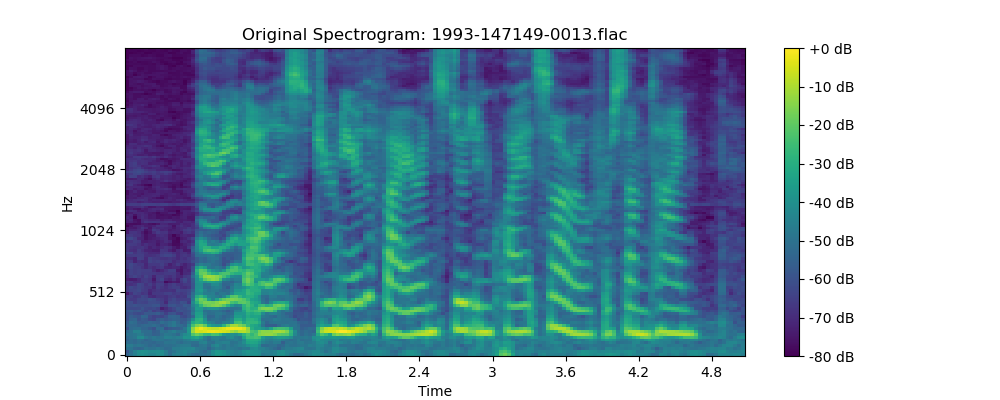 Original Spectrogram: 1993-147149-0013.flac
+0 dB
4096
-10 dB
-20 dB
2048
-30 dB
Hz
-40 dB
1024
-50 dB
512
-60 dB
-70 dB
0
-80 dB
0 0.6 1.2 1.8 2.4 3 3.6 4.2 4.8
Time